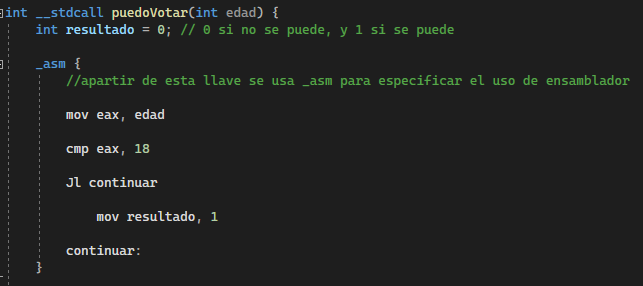 int __stdcall puedoVotar(int edad) {
int resultado = 0; // 0 si no se puede, y 1 si se puede
_asm {
//apartir de esta llave se usa _asm para especificar el uso de ensamblador
mov eax, edad
cmp eax, 18
Jl continuar
mov resultado, 1
continuar:
}